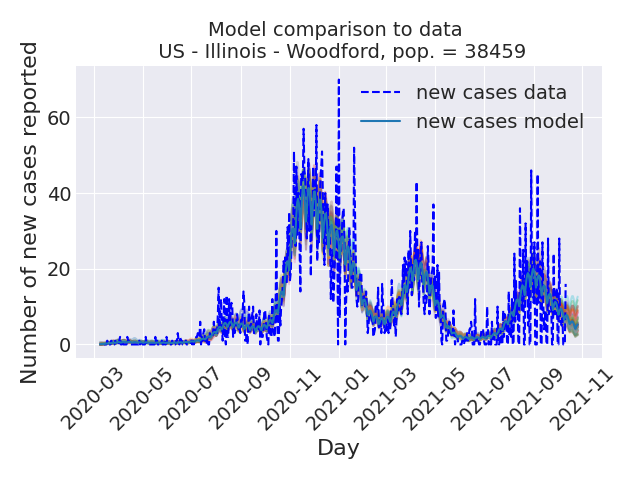 Model comparison to data
US - Illinois - Woodford, pop. = 38459
Number of new cases reported
60
40
20
0
new cases data
new cases model
2020-03
2020-05
2020-07
2020-09
2020-11
2021-01
2021-03
2021-05
2021-07
2021-09
2021-11
Day